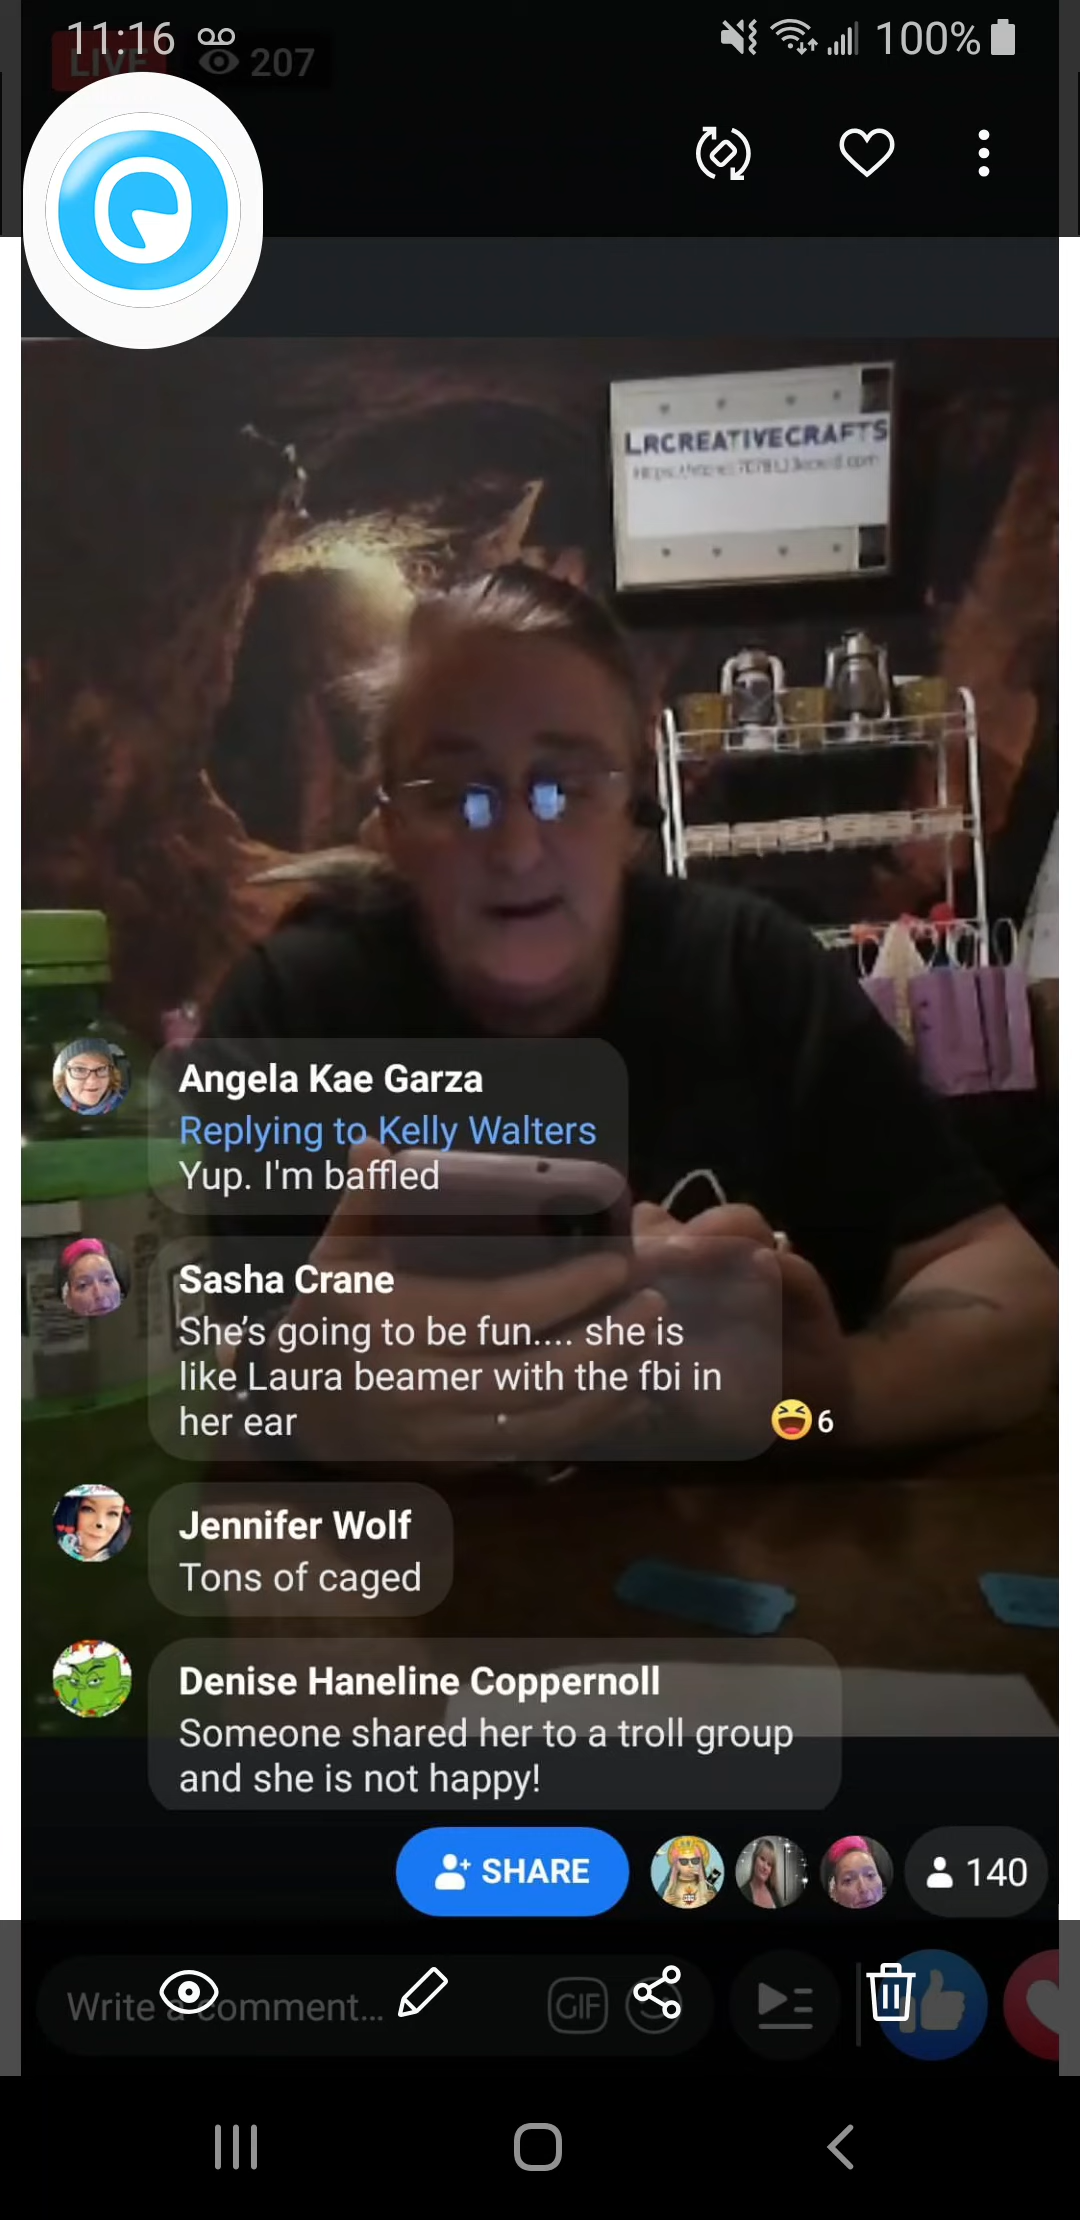 11:16
100%
LIVE
207
LRCREATIVECRAFTS
Angela Kae Garza
Replying to Kelly Walters
Yup. I'm baffled
Sasha Crane
She's going to be fun.... she is
like Laura beamer with the fbi in
her ear
6
Jennifer Wolf
Tons of caged
Denise Haneline Coppernoll
Someone shared her to a troll group
and she is not happy!
SHARE
140
Write a comment...
GIF